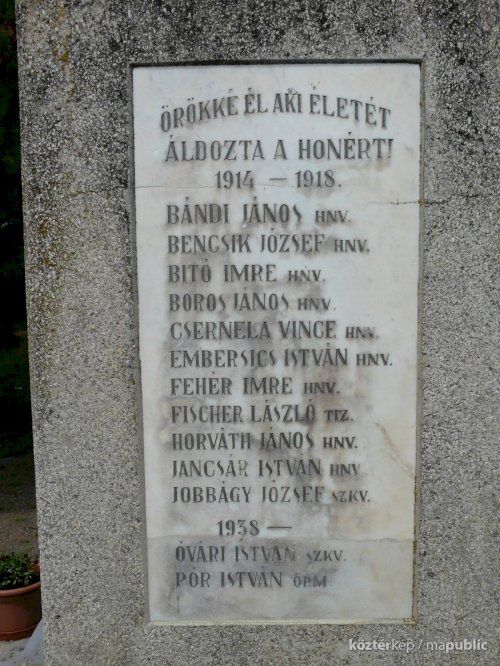 ÖRÖKKÉ ÉL AKI ÉLETÉT
ÁLDOZTA A HONÉRT!
1914 — 1918.
BÁNDI JÁNOS HNV.
BENCSIK JÓZSEF HNV.
BITÓ IMRE HNV.
BOROS JÁNOS HNV.
CSERNELA VINCE HNV.
EMBERSICS ISTVÁN HNV.
FEHÉR IMRE HNV.
FISCHER LÁSZLÓ TIZ.
HORVÁTH JÁNOS HNV.
JANCSÁR ISTVÁN HNV.
JOBBÁGY JÓZSEF SZKV.
1938 —
ÓVÁRI ISTVÁN SZKV.
PÓR ISTVÁN ŐRM.
köztérkép / mapublic